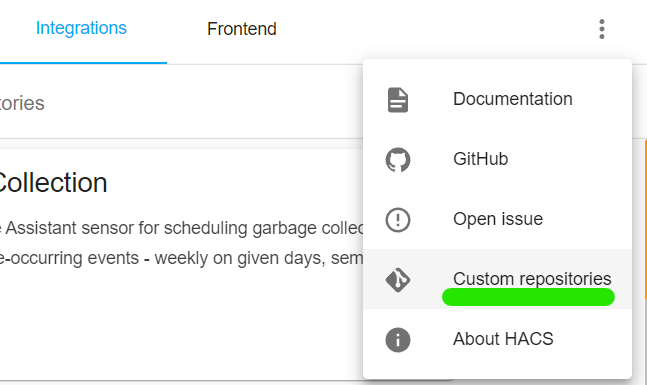 Integrations
Frontend
tories
Documentation
Collection
GitHub
e Assistant sensor for scheduling garbage collec
Open issue
e-occurring events - weekly on given days, sem
Custom repositories
About HACS